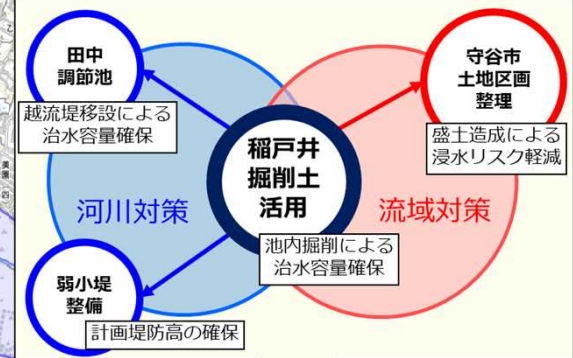 田中
調節池
越流堤移設による
治水容量確保
守谷市
土地区画
整理
盛土造成による
浸水リスク軽減
稲戸井
掘削土
活用
河川対策
流域対策
池内掘削による
治水容量確保
弱小堤
整備
計画堤防高の確保